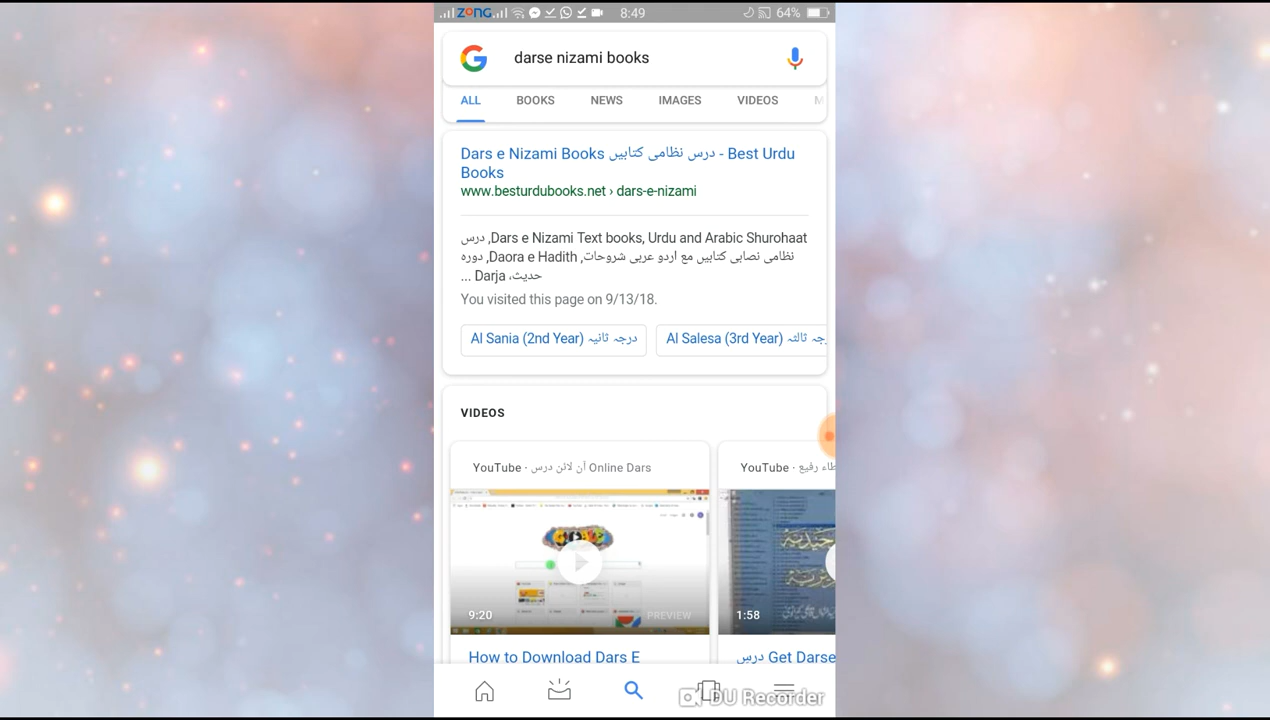 ZONG 8:49 64%
darse nizami books
ALL BOOKS NEWS IMAGES VIDEOS M
Dars e Nizami Books درس نظامی کتابیں - Best Urdu
Books
www.besturdubooks.net › dars-e-nizami
Dars e Nizami Text books, Urdu and Arabic Shurohaat, درس
نظامی نصابی کتابیں مع اردو عربی شروحات, Daora e Hadith, دورہ
حدیث، Darja ...
You visited this page on 9/13/18.
Al Sania (2nd Year) درجہ ثانیہ
Al Salesa (3rd Year) جہ ثالثہ
VIDEOS
YouTube · آن لائن درس Online Dars
YouTube · طاء رفیع
9:20 PREVIEW
1:58
How to Download Dars E
درس Get Darse
DU Recorder